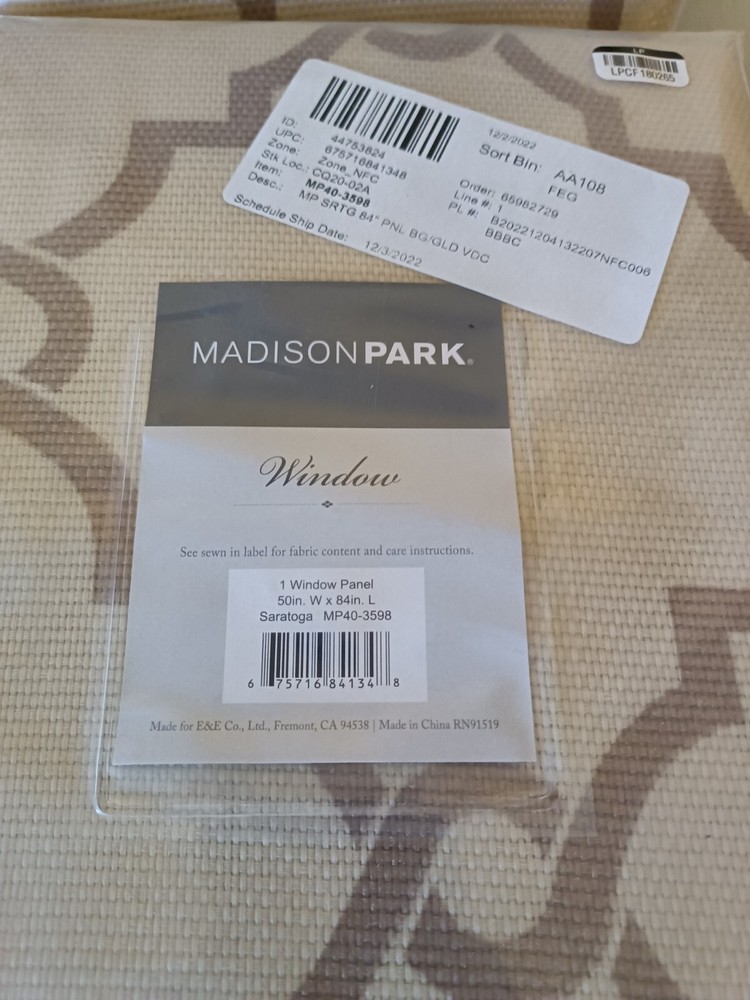 LP
LPCF180265
12/2/2022
Sort Bin: AA108
FEG
ID: 44753824
UPC: 675716841348
Zone: Zone_NFC
Stk Loc.: CQ20-02A
Item: MP40-3598
Desc.: MP SRTG 84" PNL BG/GLD VDC
Schedule Ship Date: 12/3/2022
Order: 65982729
Line #: 1
PL #: B20221204132207NFC006
BBBC
MADISONPARK®
Window
See sewn in label for fabric content and care instructions.
1 Window Panel
50in. W x 84in. L
Saratoga MP40-3598
6 75716 84134 8
Made for E&E Co., Ltd., Fremont, CA 94538 | Made in China RN91519